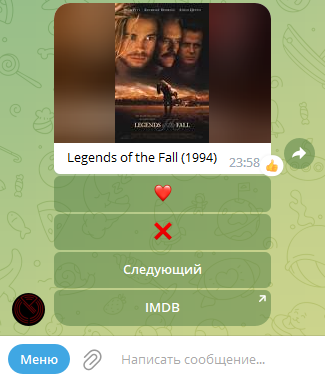 LEGENDS of the FALL
Legends of the Fall (1994)
23:58
Следующий
IMDB
Меню
Написать сообщение...